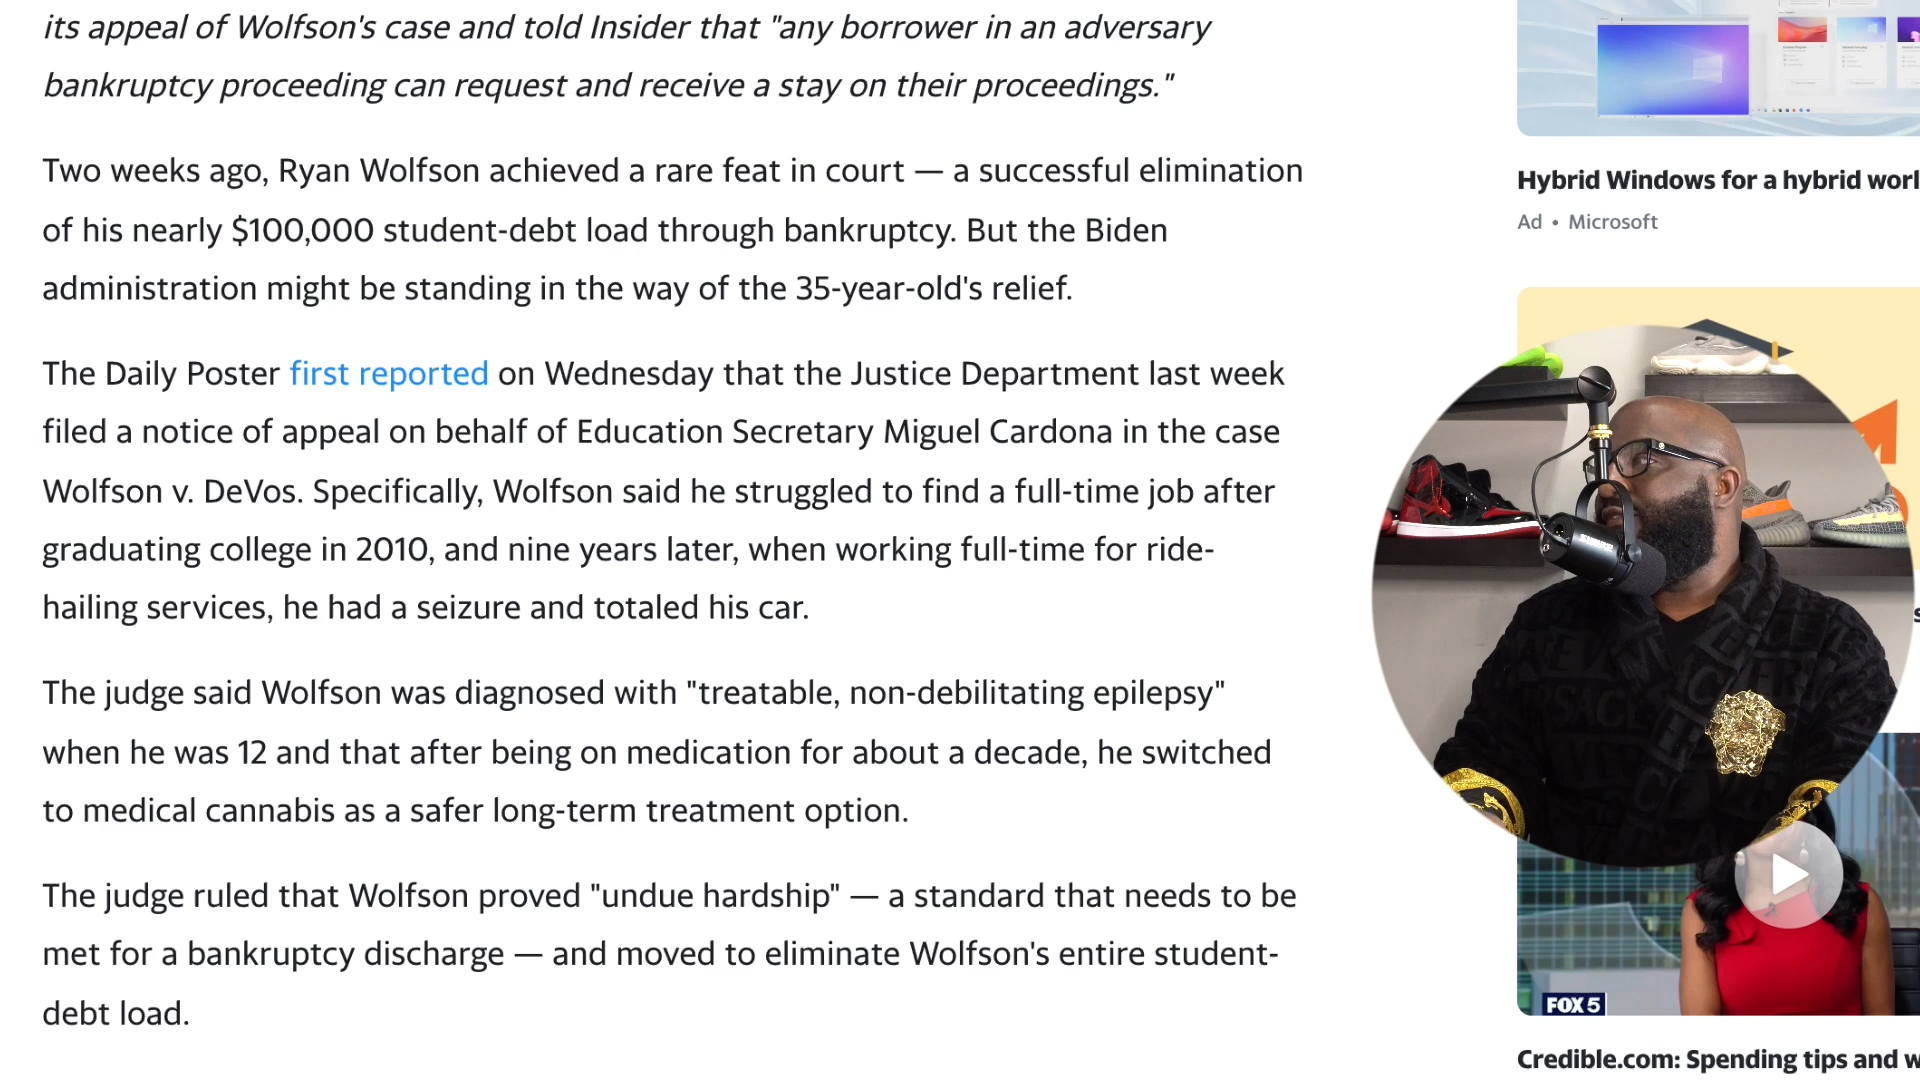 its appeal of Wolfson's case and told Insider that "any borrower in an adversary
bankruptcy proceeding can request and receive a stay on their proceedings."
Two weeks ago, Ryan Wolfson achieved a rare feat in court — a successful elimination
of his nearly $100,000 student-debt load through bankruptcy. But the Biden
administration might be standing in the way of the 35-year-old's relief.
The Daily Poster first reported on Wednesday that the Justice Department last week
filed a notice of appeal on behalf of Education Secretary Miguel Cardona in the case
Wolfson v. DeVos. Specifically, Wolfson said he struggled to find a full-time job after
graduating college in 2010, and nine years later, when working full-time for ride-
hailing services, he had a seizure and totaled his car.
The judge said Wolfson was diagnosed with "treatable, non-debilitating epilepsy"
when he was 12 and that after being on medication for about a decade, he switched
to medical cannabis as a safer long-term treatment option.
The judge ruled that Wolfson proved "undue hardship" — a standard that needs to be
met for a bankruptcy discharge — and moved to eliminate Wolfson's entire student-
debt load.
Hybrid Windows for a hybrid worl
Ad • Microsoft
FOX 5
Credible.com: Spending tips and w